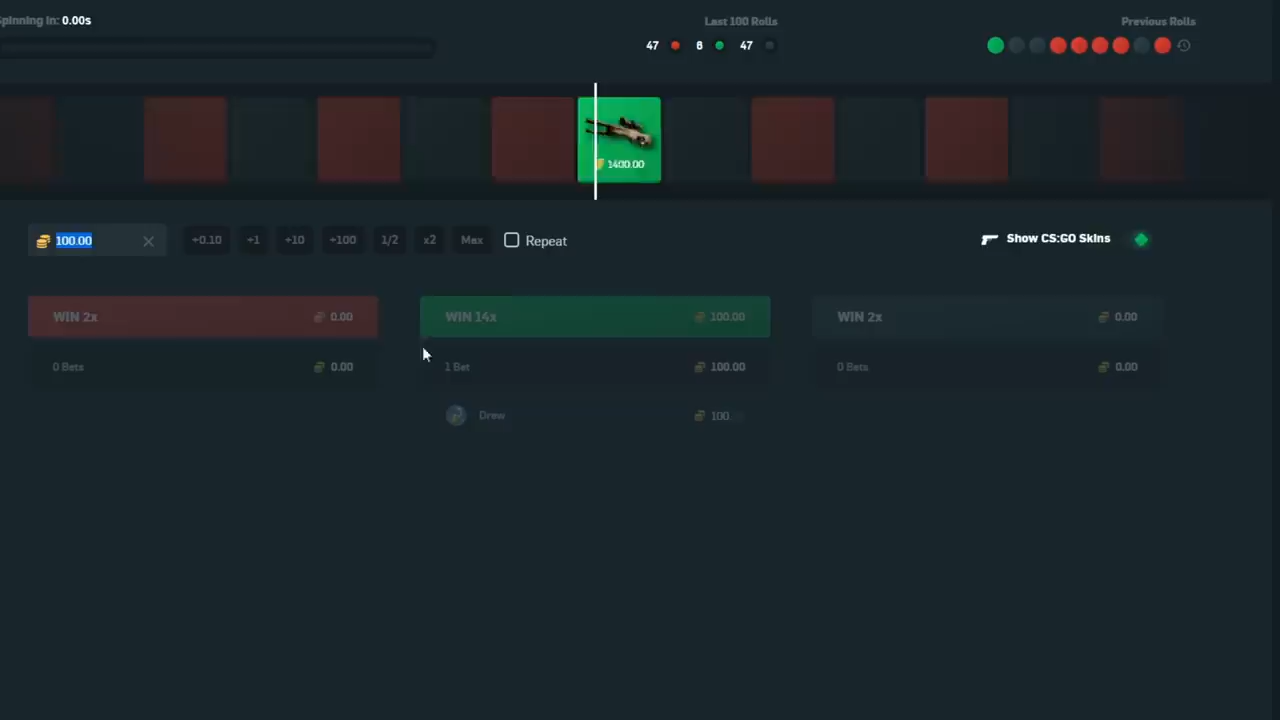 Spinning In: 0.00s
Last 100 Rolls
Previous Rolls
47 6 47
1400.00
100.00
+0.10 +1 +10 +100 1/2 x2 Max Repeat
Show CS:GO Skins
WIN 2x 0.00
WIN 14x 100.00
WIN 2x 0.00
0 Bets 0.00
1 Bet 100.00
0 Bets 0.00
Drew 100.